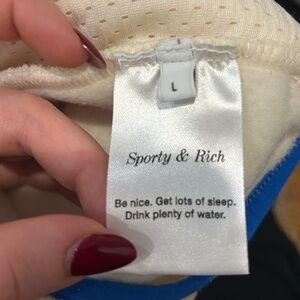 L
Sporty & Rich
Be nice. Get lots of sleep.
Drink plenty of water.